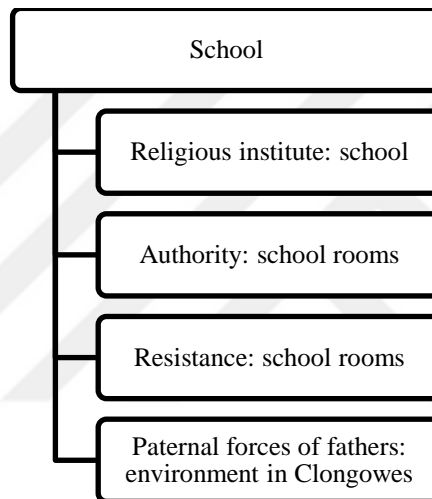 School
Religious institute: school
Authority: school rooms
Resistance: school rooms
Paternal forces of fathers:
environment in Clongowes